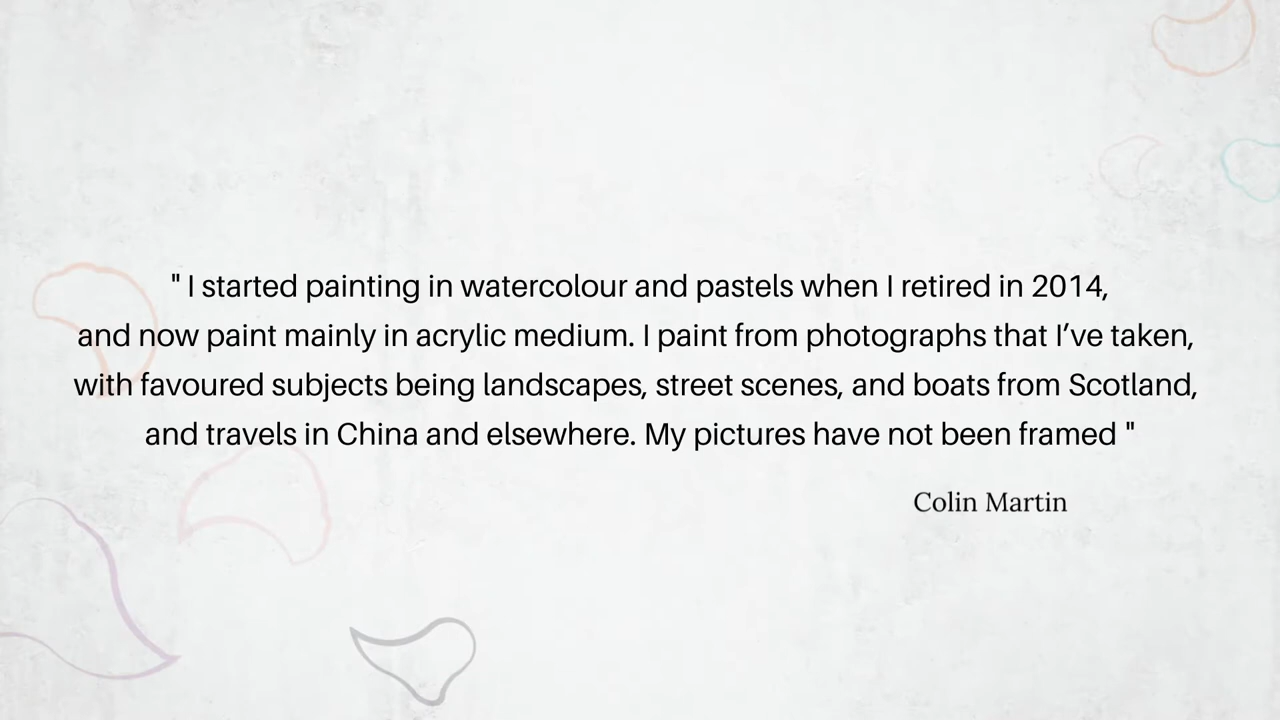 " I started painting in watercolour and pastels when I retired in 2014,
and now paint mainly in acrylic medium. I paint from photographs that I’ve taken,
with favoured subjects being landscapes, street scenes, and boats from Scotland,
and travels in China and elsewhere. My pictures have not been framed "
Colin Martin